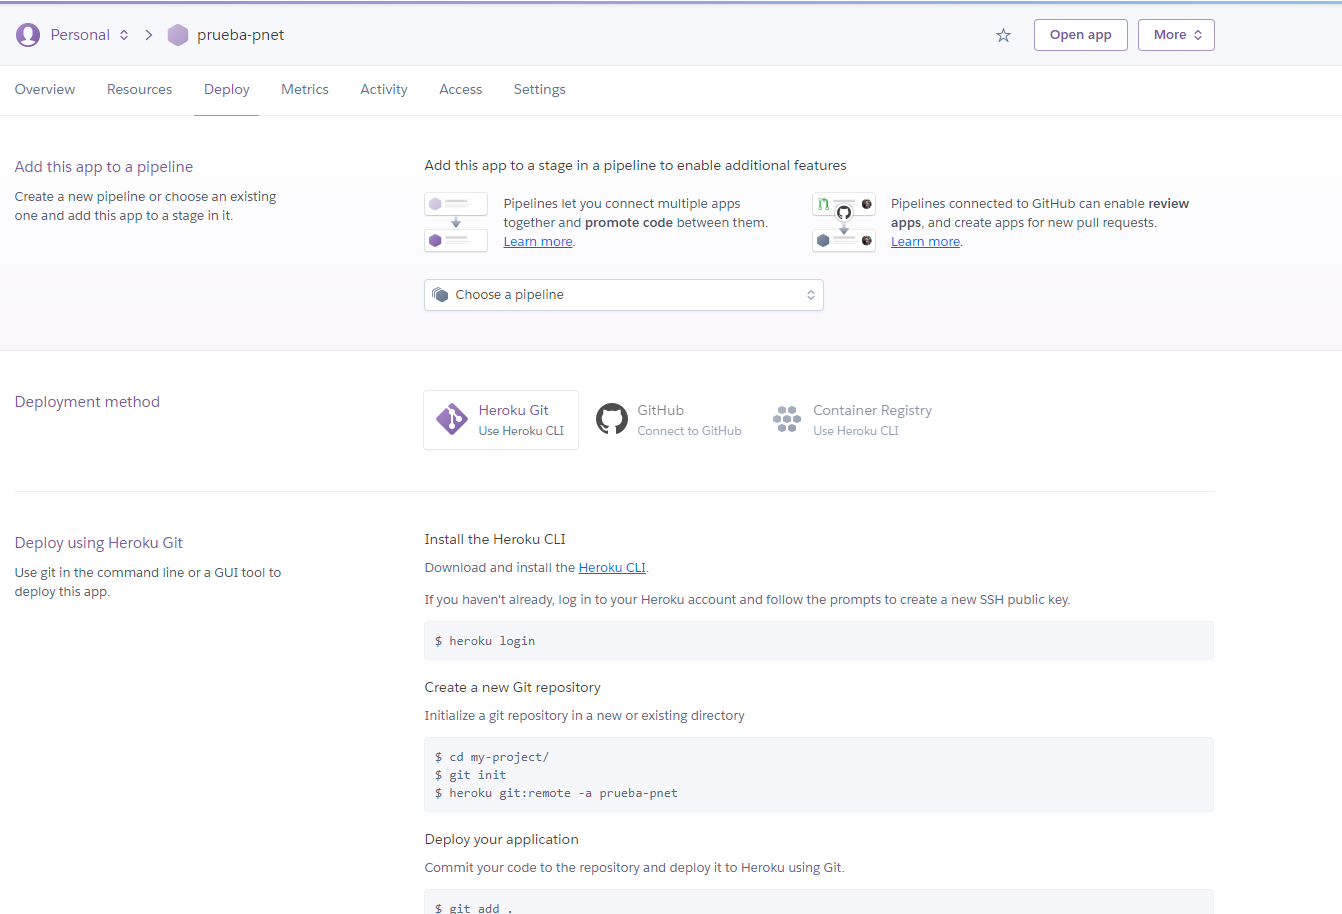 Personal
prueba-pnet
Open app
More
Overview
Resources
Deploy
Metrics
Activity
Access
Settings
Add this app to a pipeline
Create a new pipeline or choose an existing
one and add this app to a stage in it.
Add this app to a stage in a pipeline to enable additional features
Pipelines let you connect multiple apps
together and promote code between them.
Learn more.
Pipelines connected to GitHub can enable review
apps, and create apps for new pull requests.
Learn more.
Choose a pipeline
Deployment method
Heroku Git
Use Heroku CLI
GitHub
Connect to GitHub
Container Registry
Use Heroku CLI
Deploy using Heroku Git
Use git in the command line or a GUI tool to
deploy this app.
Install the Heroku CLI
Download and install the Heroku CLI.
If you haven't already, log in to your Heroku account and follow the prompts to create a new SSH public key.
$ heroku login
Create a new Git repository
Initialize a git repository in a new or existing directory
$ cd my-project/
$ git init
$ heroku git:remote -a prueba-pnet
Deploy your application
Commit your code to the repository and deploy it to Heroku using Git.
$ git add .